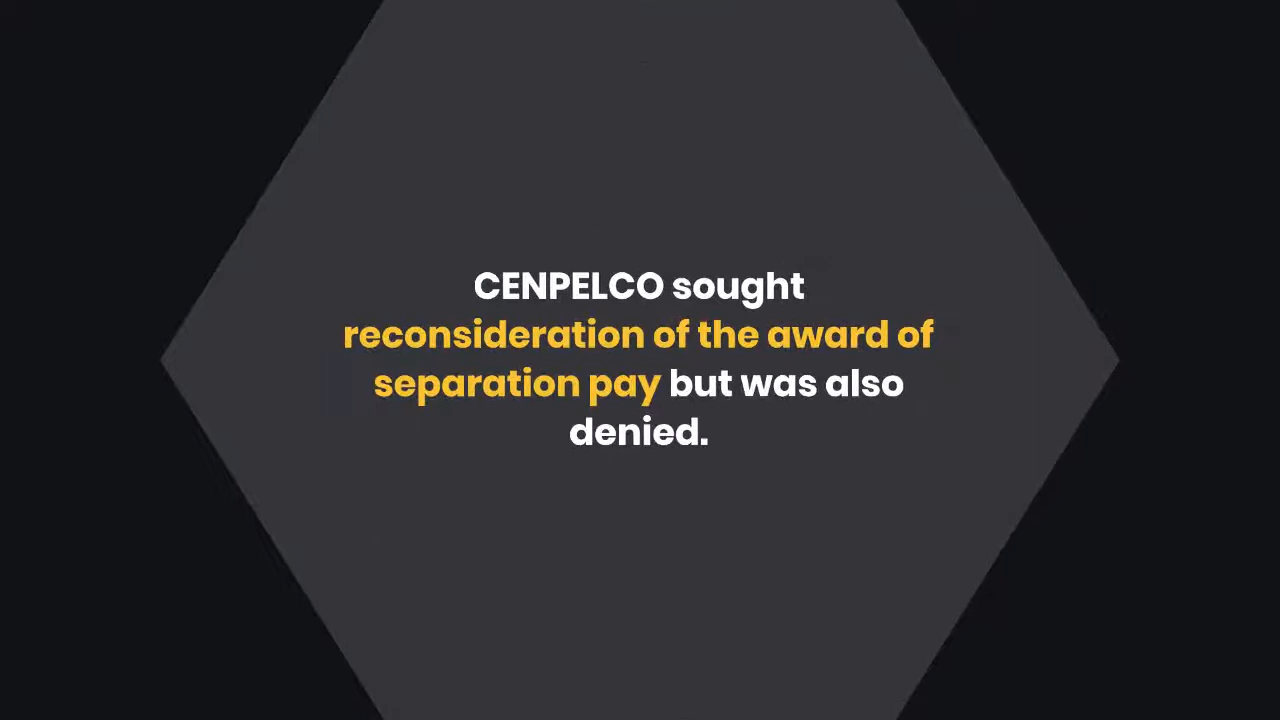 CENPELCO sought
reconsideration of the award of
separation pay but was also
denied.